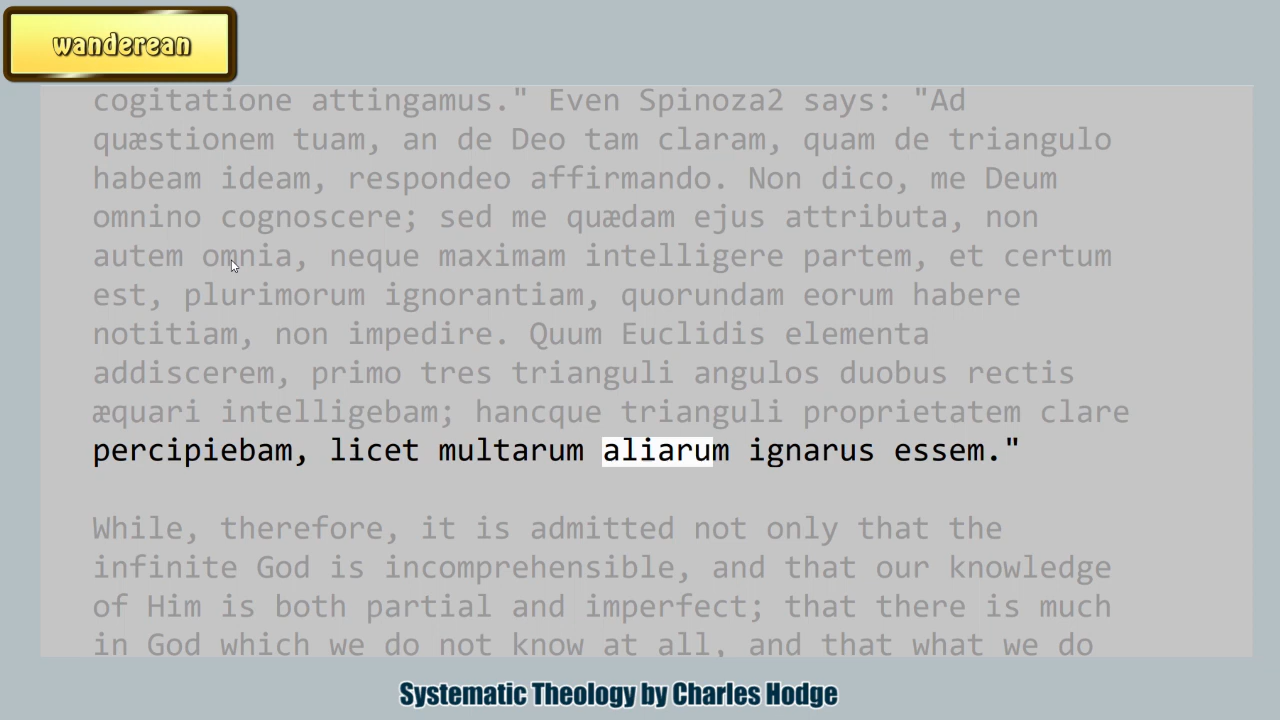 wanderean
cogitatione attingamus." Even Spinoza2 says: "Ad
quæstionem tuam, an de Deo tam claram, quam de triangulo
habeam ideam, respondeo affirmando. Non dico, me Deum
omnino cognoscere; sed me quædam ejus attributa, non
autem omnia, neque maximam intelligere partem, et certum
est, plurimorum ignorantiam, quorundam eorum habere
notitiam, non impedire. Quum Euclidis elementa
addiscerem, primo tres trianguli angulos duobus rectis
æquari intelligebam; hancque trianguli proprietatem clare
percipiebam, licet multarum aliarum ignarus essem."
While, therefore, it is admitted not only that the
infinite God is incomprehensible, and that our knowledge
of Him is both partial and imperfect; that there is much
in God which we do not know at all, and that what we do
Systematic Theology by Charles Hodge